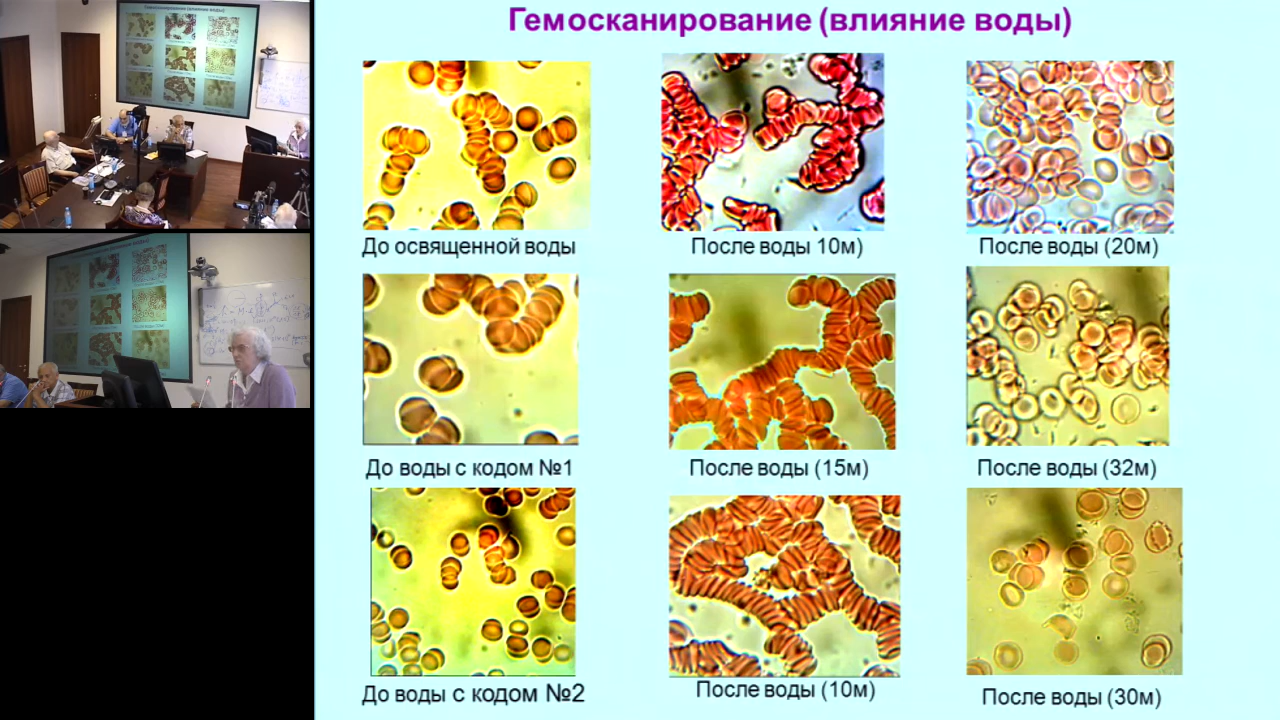 Гемосканирование (влияние воды)
До освященной воды
После воды 10м)
После воды (20м)
До воды с кодом №1
После воды (15м)
После воды (32м)
До воды с кодом №2
После воды (10м)
После воды (30м)